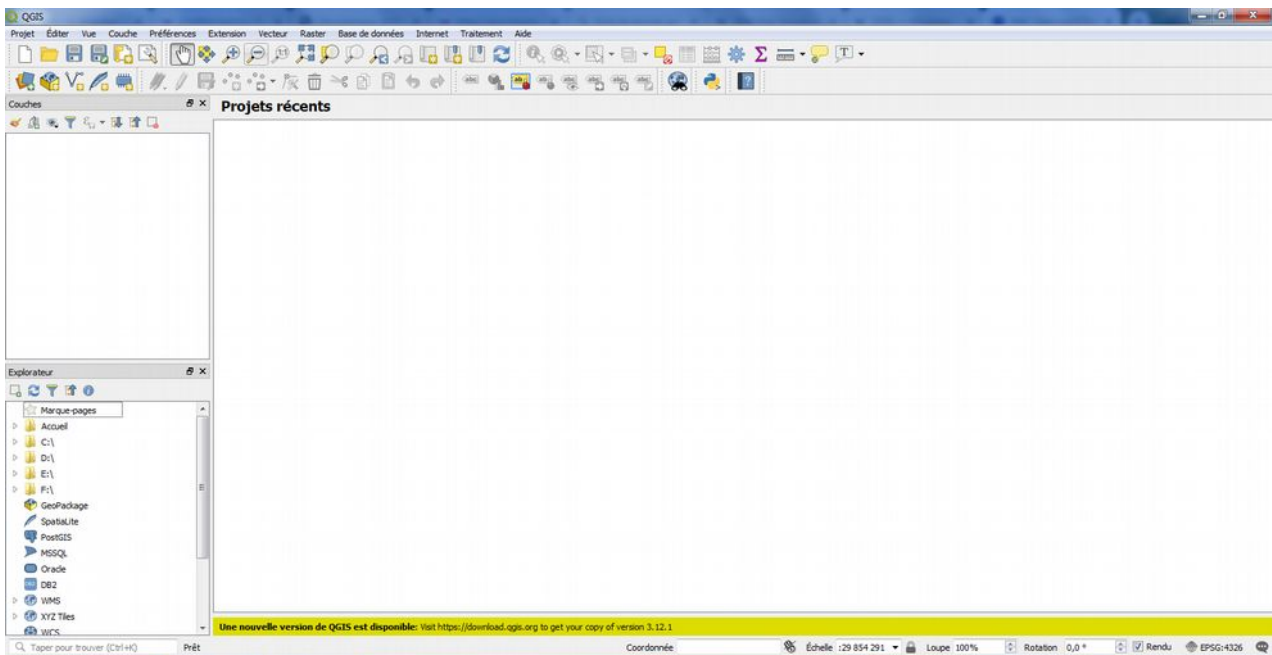 QGIS
Projet Éditer Vue Couche Préférences Extension Vecteur Raster Base de données Internet Traitement Aide
Couches
Projets récents
Explorateur
Marque-pages
Accueil
C:\
D:\
E:\
F:\
GeoPackage
SpatiaLite
PostGIS
MSSQL
Oracle
DB2
WMS
XYZ Tiles
WCS
Une nouvelle version de QGIS est disponible: Visit https://download.qgis.org to get your copy of version 3.12.1
Taper pour trouver (Ctrl+K) Prêt Coordonnée Échelle :29 854 291 Loupe 100% Rotation 0,0 ° Rendu EPSG:4326